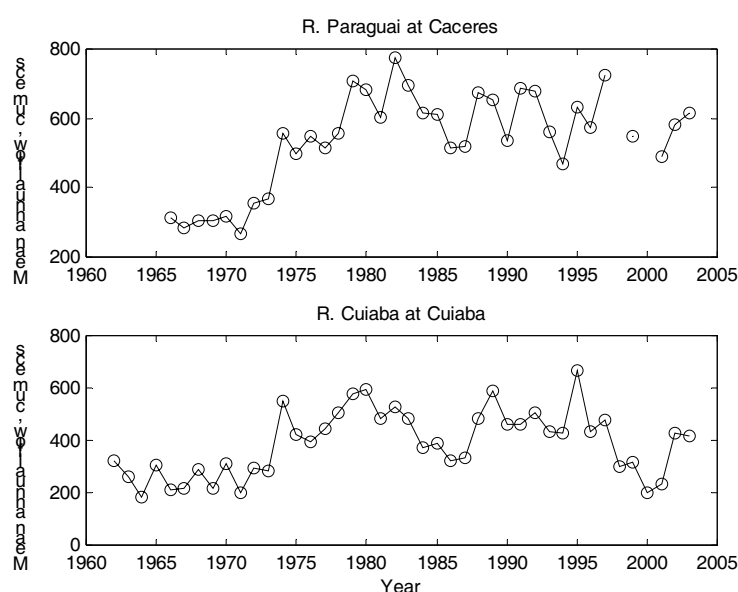 R. Paraguai at Caceres
Mean annual flow, cumecs
800
600
400
200
1960 1965 1970 1975 1980 1985 1990 1995 2000 2005
R. Cuiaba at Cuiaba
Mean annual flow, cumecs
800
600
400
200
0
1960 1965 1970 1975 1980 1985 1990 1995 2000 2005
Year